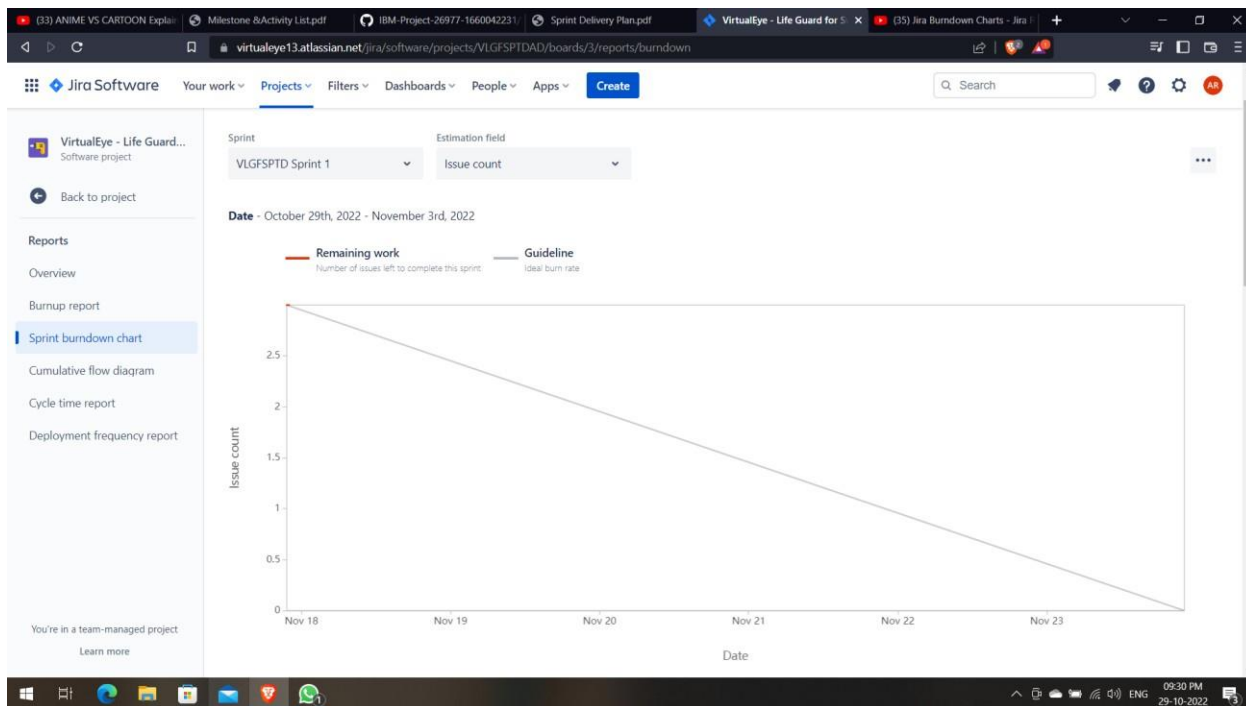 (33) ANIME VS CARTOON Explai
Milestone &Activity List.pdf
IBM-Project-26977-1660042231/
Sprint Delivery Plan.pdf
VirtualEye - Life Guard for S
(35) Jira Burndown Charts - Jira
virtualeye13.atlassian.net/jira/software/projects/VLGFSPTDAD/boards/3/reports/burndown
Jira Software
Your work
Projects
Filters
Dashboards
People
Apps
Create
Search
AR
VirtualEye - Life Guard...
Software project
Back to project
Reports
Overview
Burnup report
Sprint burndown chart
Cumulative flow diagram
Cycle time report
Deployment frequency report
You're in a team-managed project
Learn more
Sprint
VLGFSPTD Sprint 1
Estimation field
Issue count
Date - October 29th, 2022 - November 3rd, 2022
Remaining work
Number of issues left to complete this sprint
Guideline
Ideal burn rate
Issue count
2.5
2
1.5
1
0.5
0
Nov 18
Nov 19
Nov 20
Nov 21
Nov 22
Nov 23
Date
ENG
09:30 PM
29-10-2022